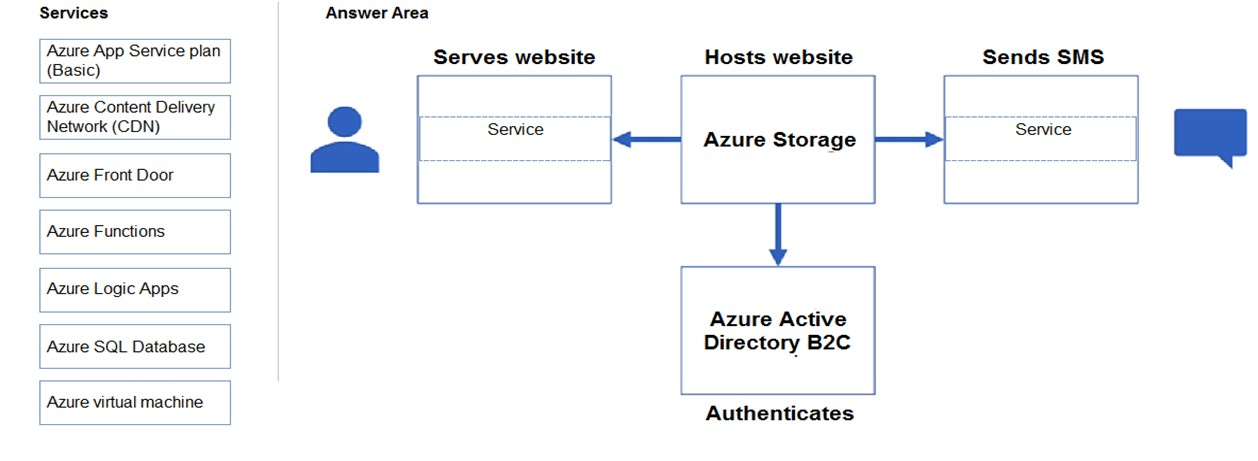 Services
Azure App Service plan
(Basic)
Azure Content Delivery
Network (CDN)
Azure Front Door
Azure Functions
Azure Logic Apps
Azure SQL Database
Azure virtual machine
Answer Area
Serves website
Service
Hosts website
Azure Storage
Sends SMS
Service
Azure Active
Directory B2C
Authenticates